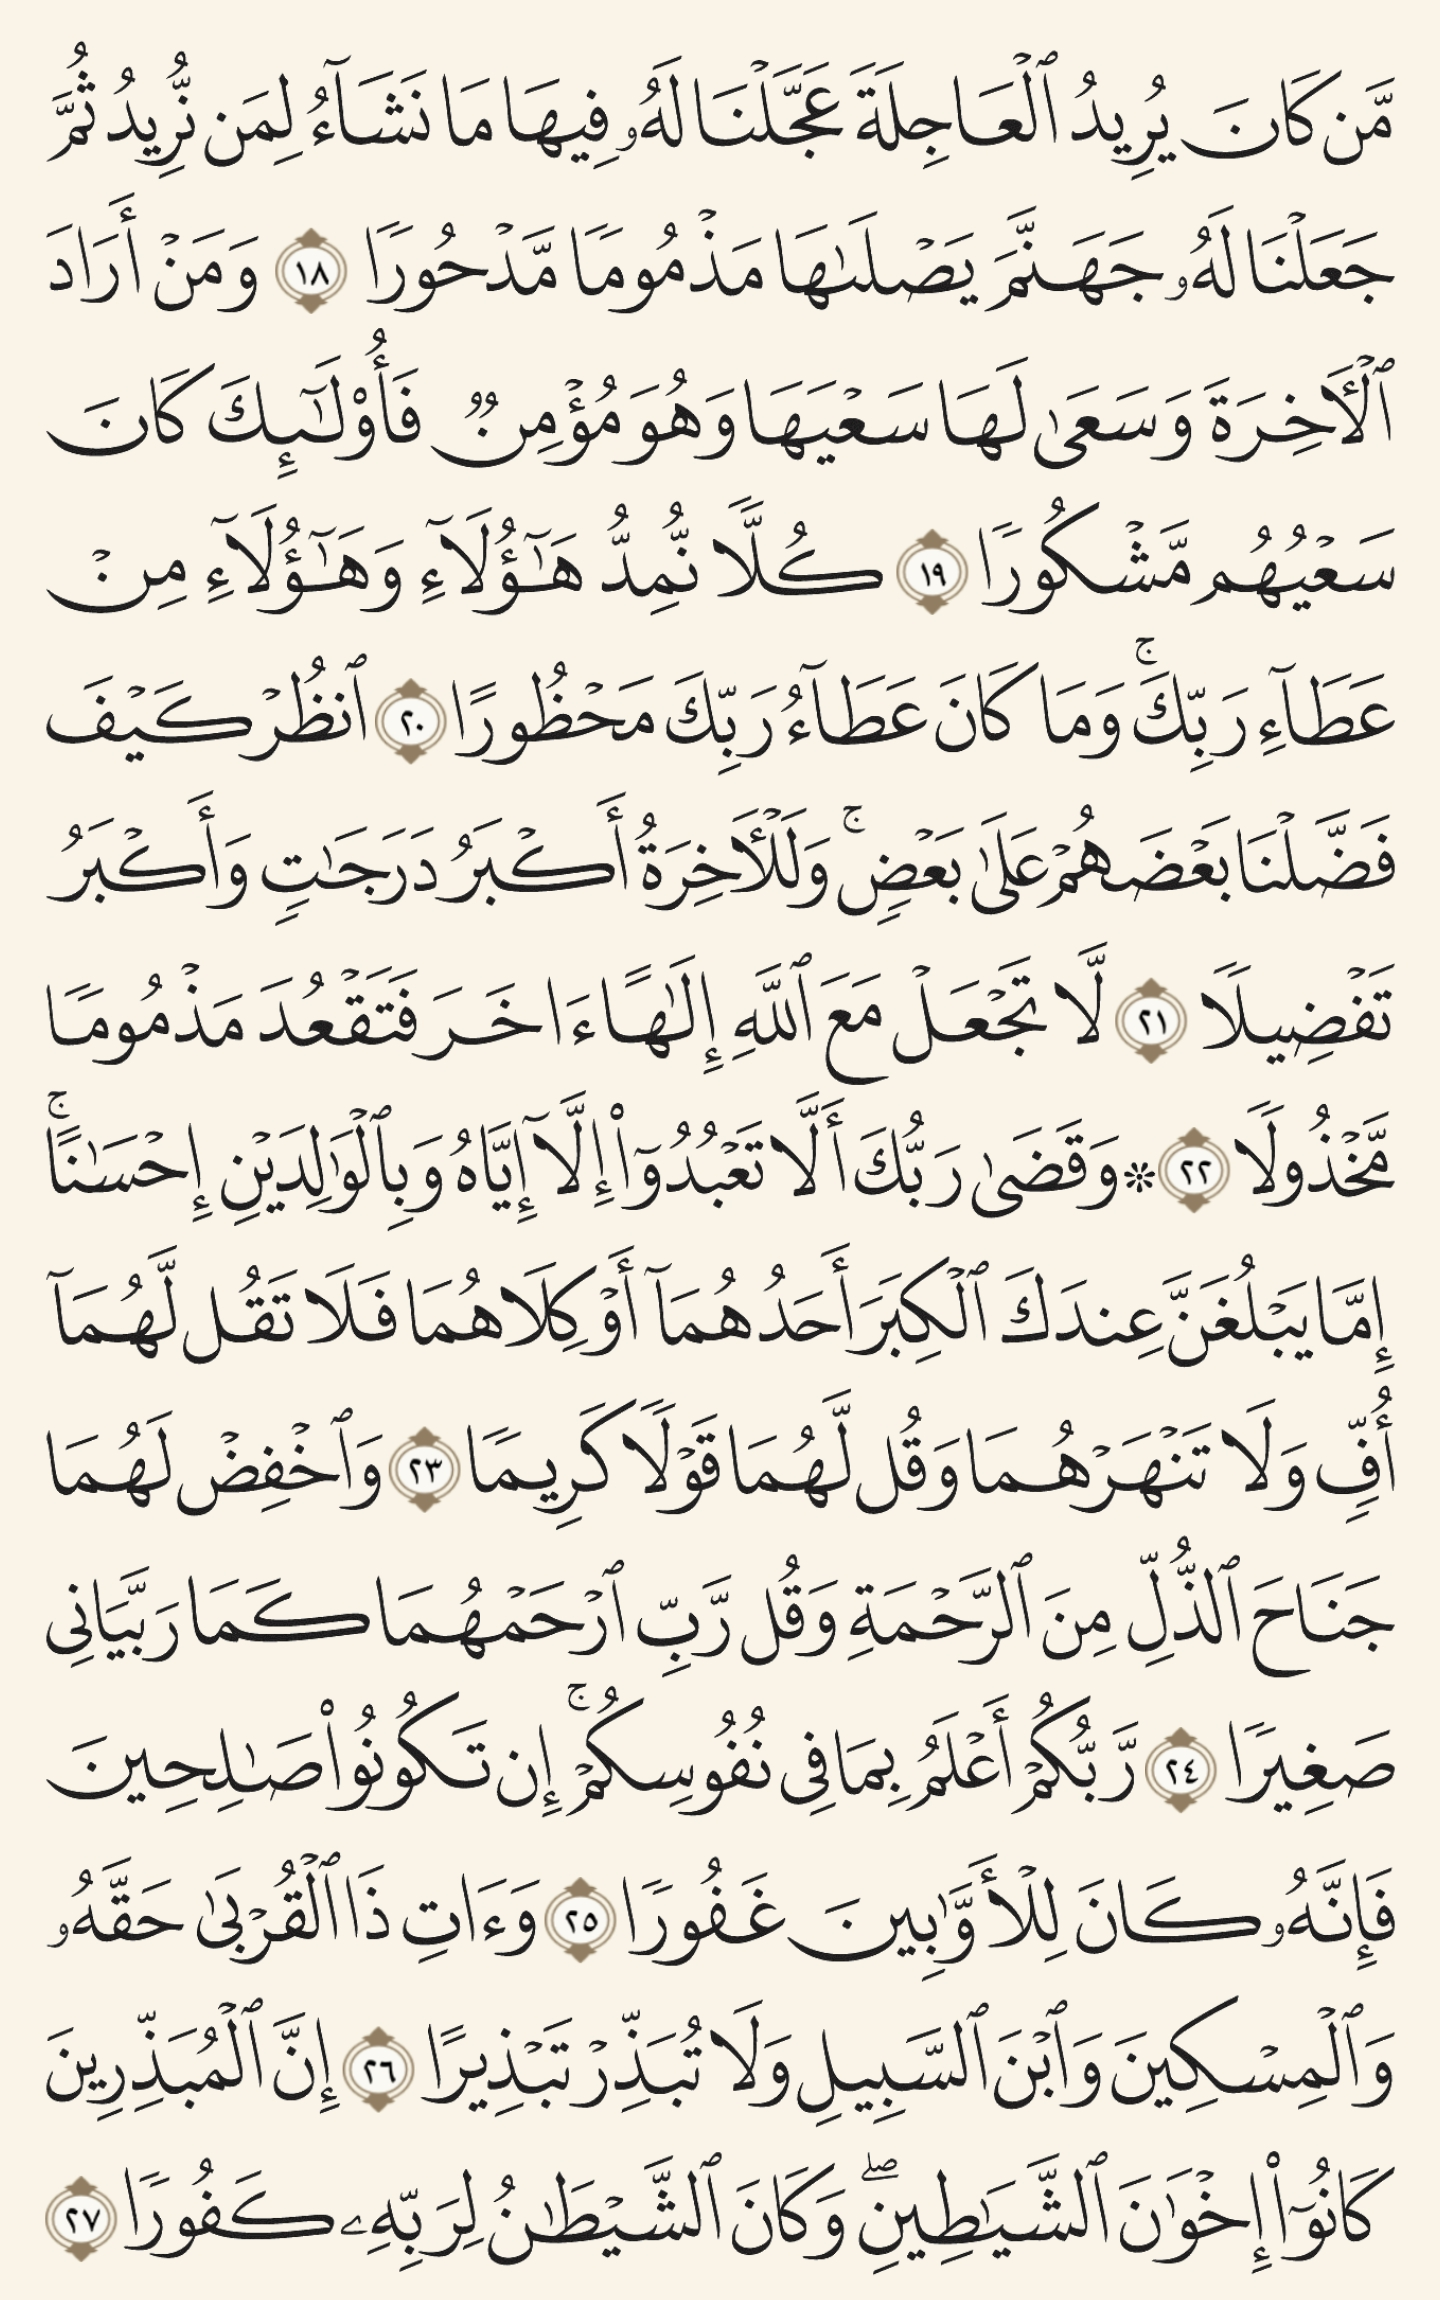 مَّن كَانَ يُرِيدُ ٱلۡعَاجِلَةَ عَجَّلۡنَا لَهُۥ فِيهَا مَا نَشَآءُ لِمَن نُّرِيدُ ثُمَّ
جَعَلۡنَا لَهُۥ جَهَنَّمَ يَصۡلَىٰهَا مَذۡمُومٗا مَّدۡحُورٗا ١٨ وَمَنۡ أَرَادَ
ٱلۡأٓخِرَةَ وَسَعَىٰ لَهَا سَعۡيَهَا وَهُوَ مُؤۡمِنٞ فَأُوْلَٰٓئِكَ كَانَ
سَعۡيُهُم مَّشۡكُورٗا ١٩ كُلّٗا نُّمِدُّ هَٰٓؤُلَآءِ وَهَٰٓؤُلَآءِ مِنۡ
عَطَآءِ رَبِّكَۚ وَمَا كَانَ عَطَآءُ رَبِّكَ مَحۡظُورًا ٢٠ ٱنظُرۡ كَيۡفَ
فَضَّلۡنَا بَعۡضَهُمۡ عَلَىٰ بَعۡضٖۚ وَلَلۡأٓخِرَةُ أَكۡبَرُ دَرَجَٰتٖ وَأَكۡبَرُ
تَفۡضِيلٗا ٢١ لَّا تَجۡعَلۡ مَعَ ٱللَّهِ إِلَٰهًا ءَاخَرَ فَتَقۡعُدَ مَذۡمُومٗا
مَّخۡذُولٗا ٢٢ ۞ وَقَضَىٰ رَبُّكَ أَلَّا تَعۡبُدُوٓاْ إِلَّآ إِيَّاهُ وَبِٱلۡوَٰلِدَيۡنِ إِحۡسَٰنًاۚ
إِمَّا يَبۡلُغَنَّ عِندَكَ ٱلۡكِبَرَ أَحَدُهُمَآ أَوۡ كِلَاهُمَا فَلَا تَقُل لَّهُمَآ
أُفّٖ وَلَا تَنۡهَرۡهُمَا وَقُل لَّهُمَا قَوۡلٗا كَرِيمٗا ٢٣ وَٱخۡفِضۡ لَهُمَا
جَنَاحَ ٱلذُّلِّ مِنَ ٱلرَّحۡمَةِ وَقُل رَّبِّ ٱرۡحَمۡهُمَا كَمَا رَبَّيَانِي
صَغِيرٗا ٢٤ رَّبُّكُمۡ أَعۡلَمُ بِمَا فِي نُفُوسِكُمۡۚ إِن تَكُونُواْ صَٰلِحِينَ
فَإِنَّهُۥ كَانَ لِلۡأَوَّٰبِينَ غَفُورٗا ٢٥ وَءَاتِ ذَا ٱلۡقُرۡبَىٰ حَقَّهُۥ
وَٱلۡمِسۡكِينَ وَٱبۡنَ ٱلسَّبِيلِ وَلَا تُبَذِّرۡ تَبۡذِيرًا ٢٦ إِنَّ ٱلۡمُبَذِّرِينَ
كَانُوٓاْ إِخۡوَٰنَ ٱلشَّيَٰطِينِۖ وَكَانَ ٱلشَّيۡطَٰنُ لِرَبِّهِۦ كَفُورٗا ٢٧